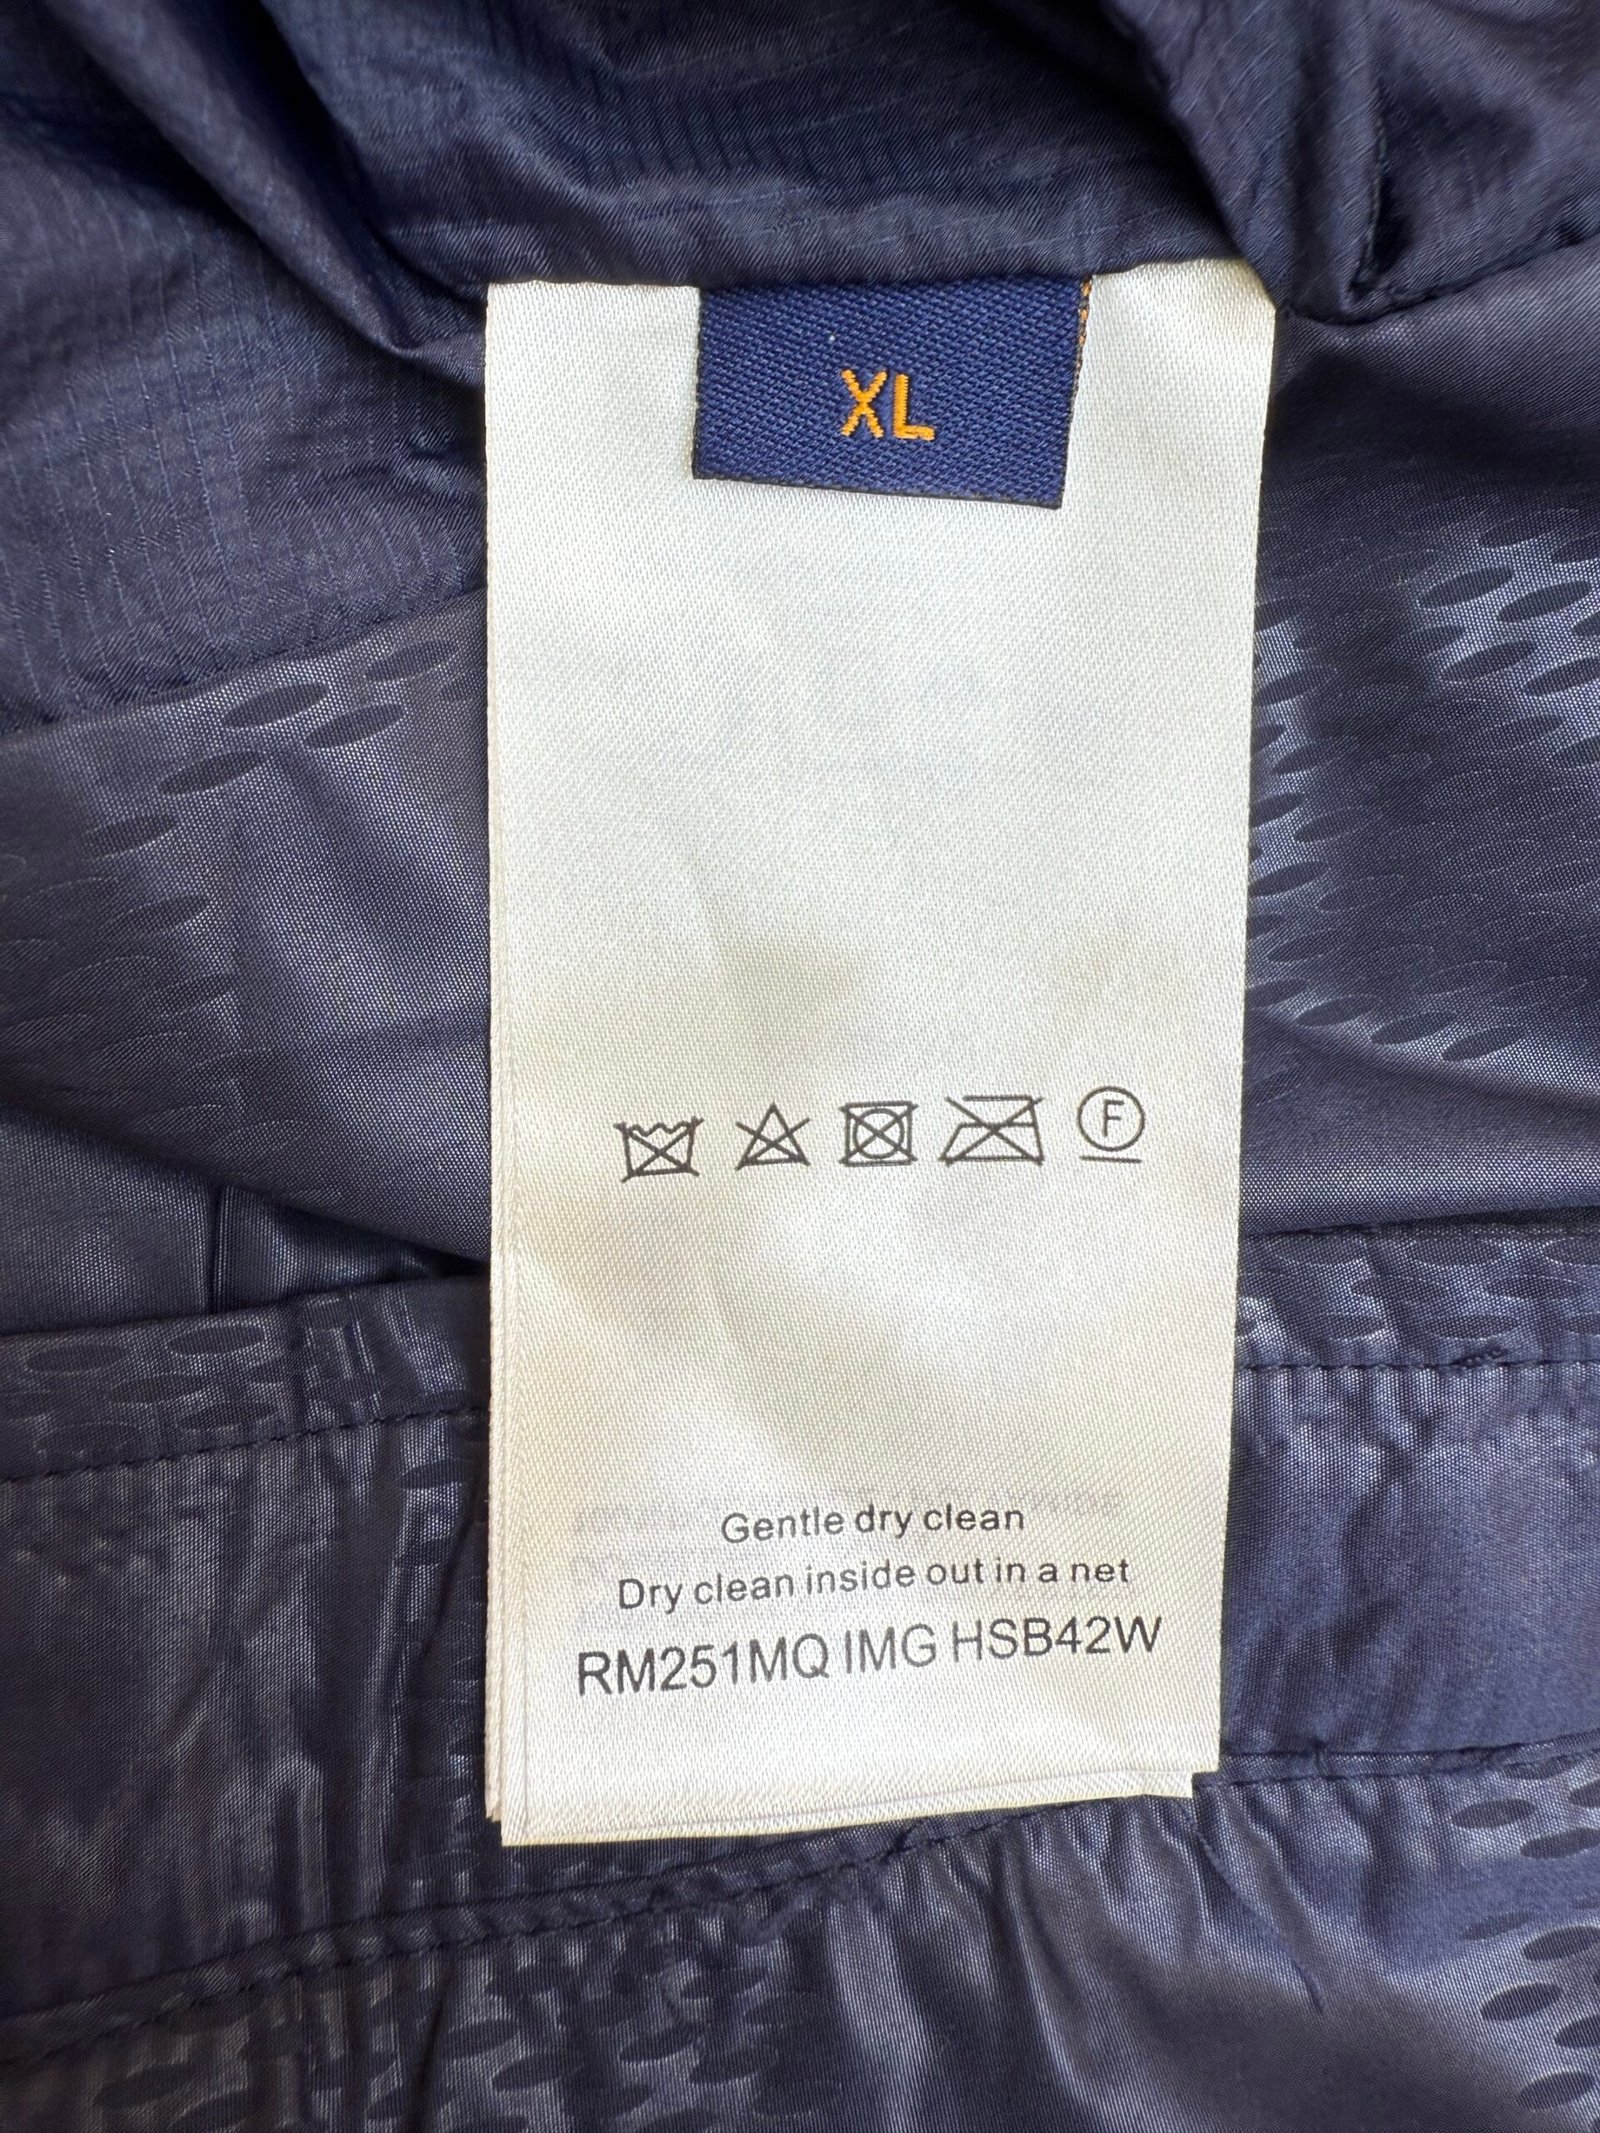 XL
F
Gentle dry clean
Dry clean inside out in a net
RM251MQ IMG HSB42W